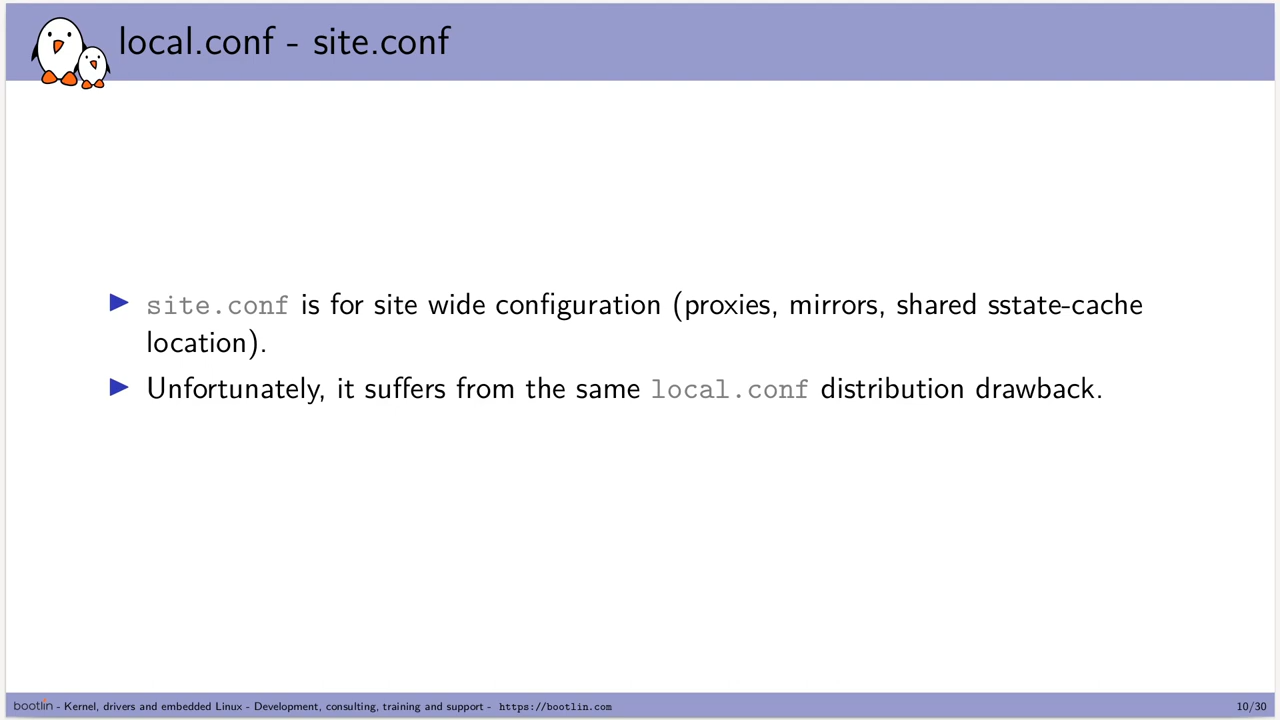 local.conf - site.conf
▶ site.conf is for site wide configuration (proxies, mirrors, shared sstate-cache
location).
▶ Unfortunately, it suffers from the same local.conf distribution drawback.
bootlin - Kernel, drivers and embedded Linux - Development, consulting, training and support - https://bootlin.com 10/30